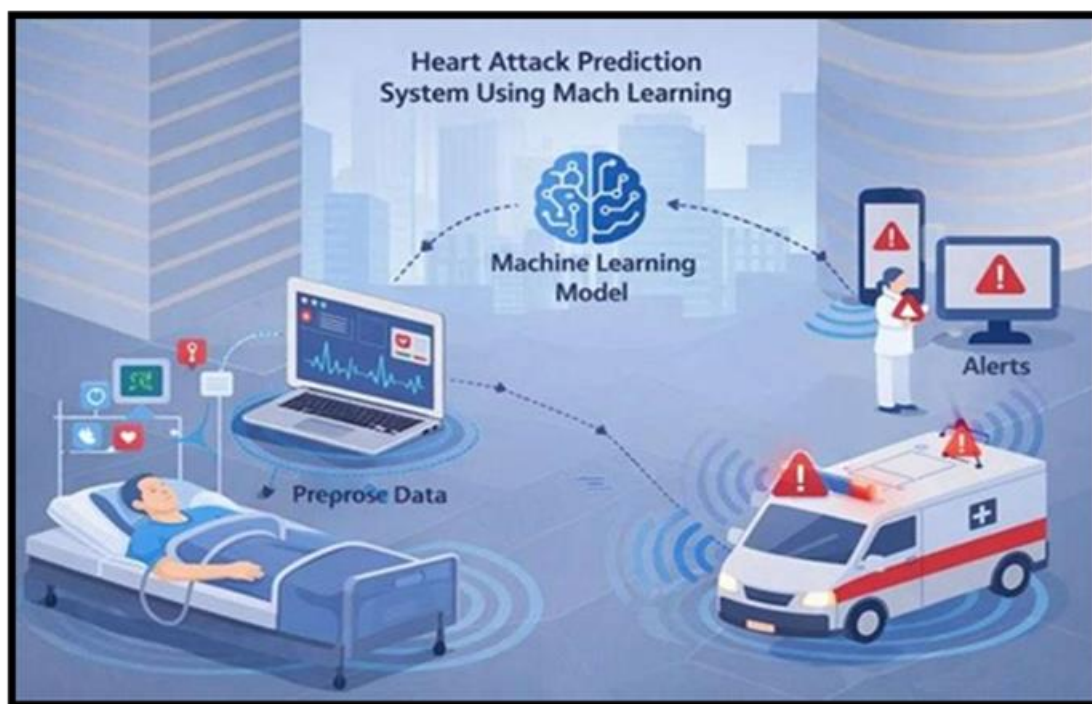 Heart Attack Prediction
System Using Mach Learning
Machine Learning
Model
Alerts
Preprose Data